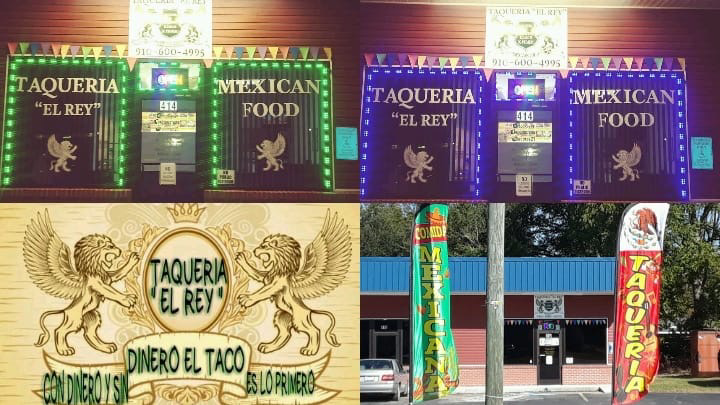 TAQUERIA "EL REY"
910-600-4995
TAQUERIA
"EL REY"
OPEN
414
MEXICAN
FOOD
TAQUERIA "EL REY"
910-600-4995
TAQUERIA
"EL REY"
OPEN
414
MEXICAN
FOOD
TAQUERIA
"EL REY"
DINERO EL TACO
CON DINERO Y SIN
ES LO PRIMERO
COMIDA
MEXICANA
TAQUERIA